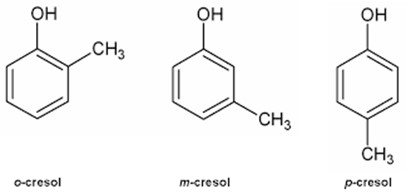 OH
CH3
o-cresol
OH
CH3
m-cresol
OH
CH3
p-cresol